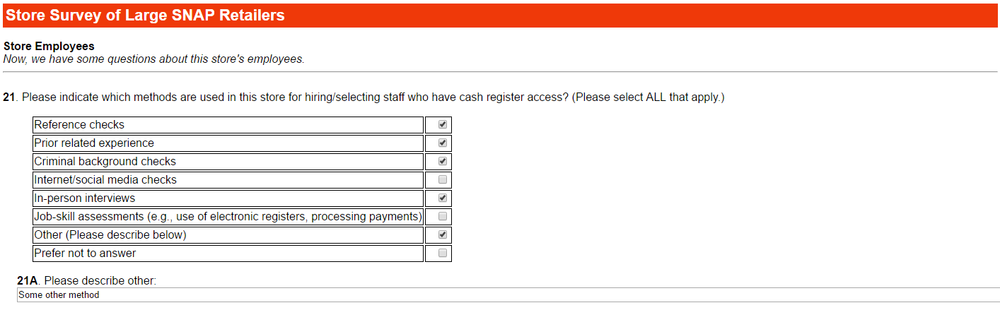 Store Survey of Large SNAP Retailers
Store Employees
Now, we have some questions about this store's employees.
21. Please indicate which methods are used in this store for hiring/selecting staff who have cash register access? (Please select ALL that apply.)
Reference checks
Prior related experience
Criminal background checks
Internet/social media checks
In-person interviews
Job-skill assessments (e.g., use of electronic registers, processing payments)
Other (Please describe below)
Prefer not to answer
21A. Please describe other:
Some other method